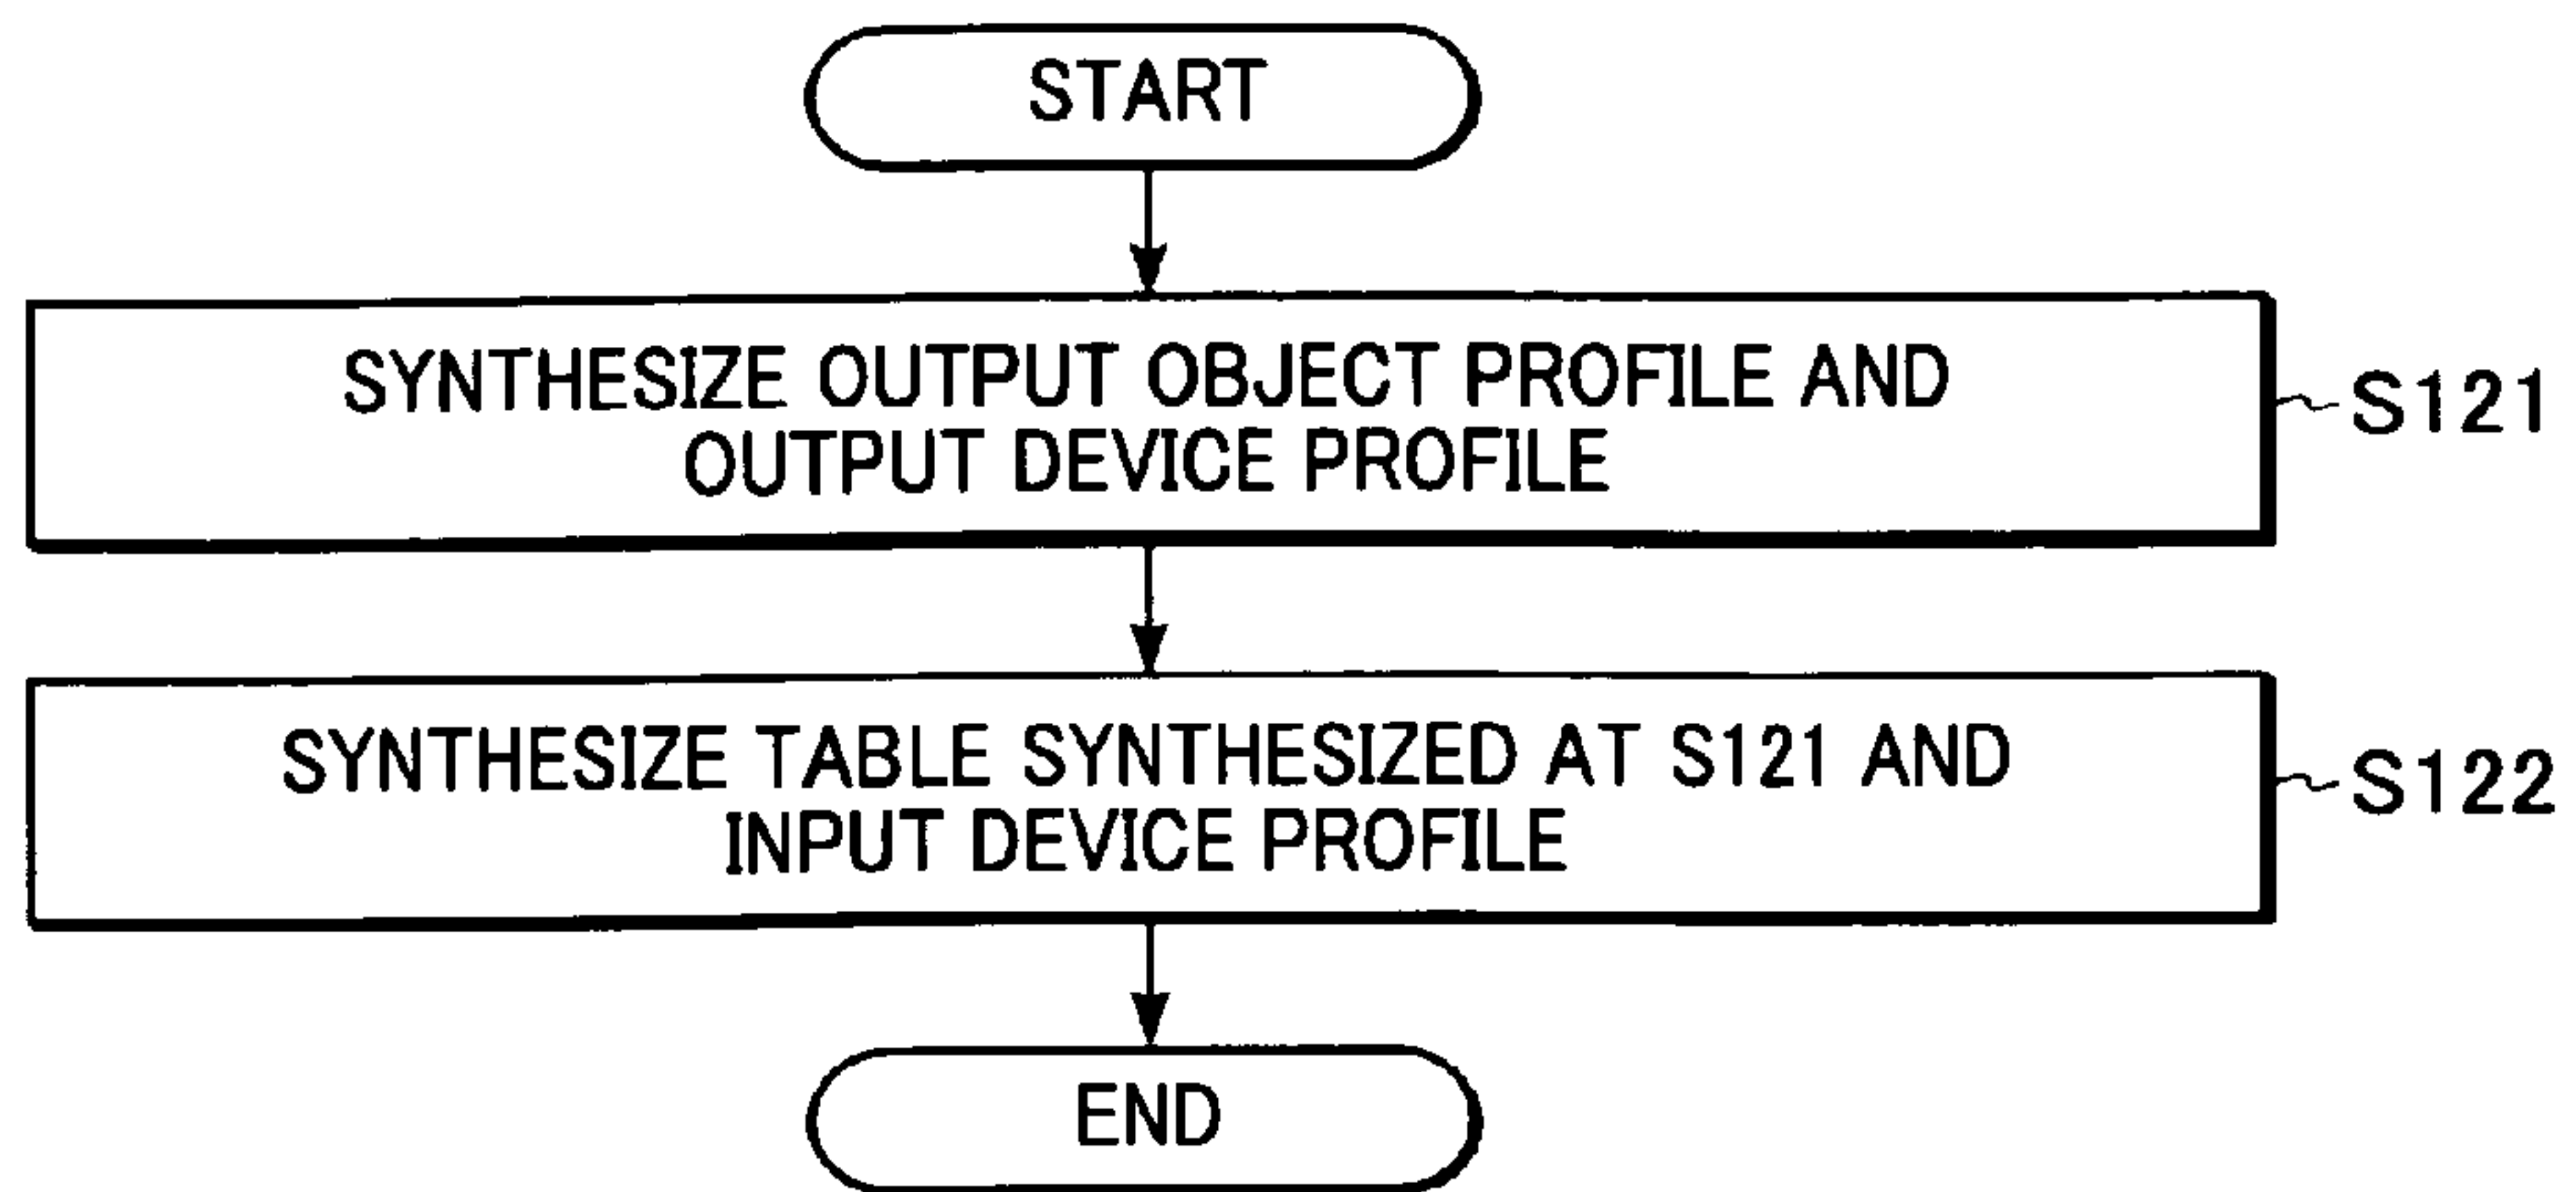 START
SYNTHESIZE OUTPUT OBJECT PROFILE AND
OUTPUT DEVICE PROFILE
S121
SYNTHESIZE TABLE SYNTHESIZED AT S121 AND
INPUT DEVICE PROFILE
S122
END